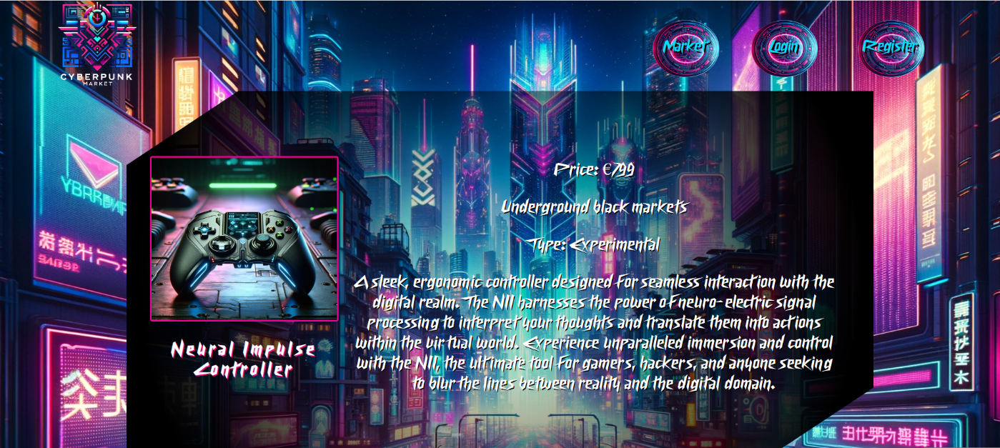 CYBERPUNK
MARKET
Market
Login
Register
Price: €799
Underground black markets
Type: Experimental
A sleek, ergonomic controller designed for seamless interaction with the
digital realm. The NII harnesses the power of neuro-electric signal
processing to interpret your thoughts and translate them into actions
within the virtual world. Experience unparalleled immersion and control
with the NII, the ultimate tool for gamers, hackers, and anyone seeking
to blur the lines between reality and the digital domain.
Neural Impulse
Controller